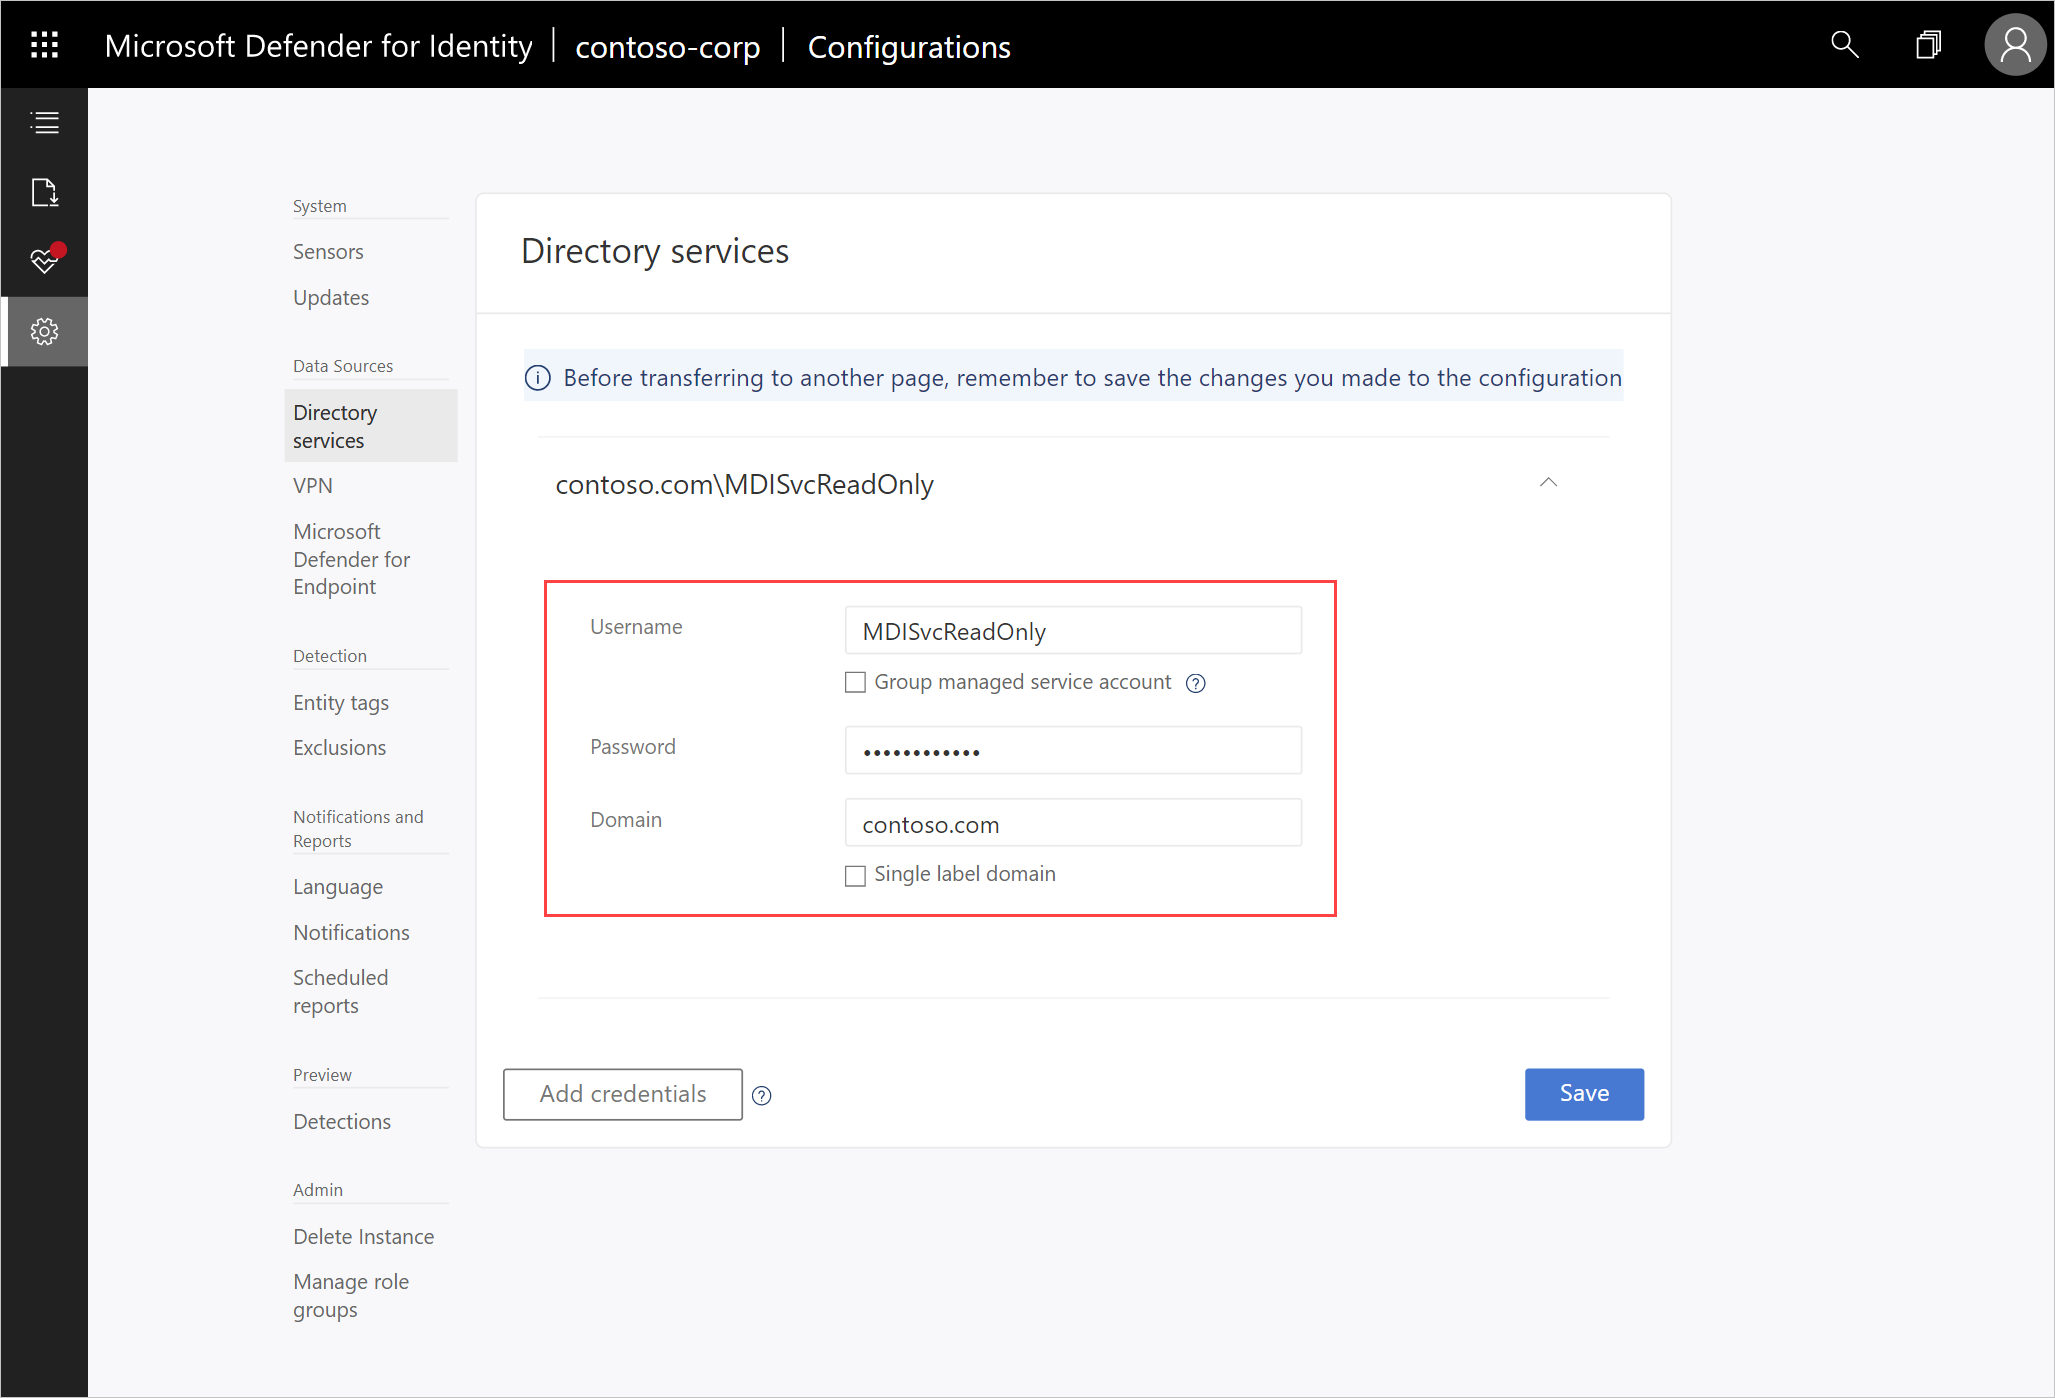 Microsoft Defender for Identity | contoso-corp | Configurations
System
Sensors
Updates
Data Sources
Directory
services
VPN
Microsoft
Defender for
Endpoint
Detection
Entity tags
Exclusions
Notifications and
Reports
Language
Notifications
Scheduled
reports
Preview
Detections
Admin
Delete Instance
Manage role
groups
Directory services
Before transferring to another page, remember to save the changes you made to the configuration
contoso.com\MDISvcReadOnly
Username
MDISvcReadOnly
Group managed service account
Password
••••••••••••
Domain
contoso.com
Single label domain
Add credentials
Save